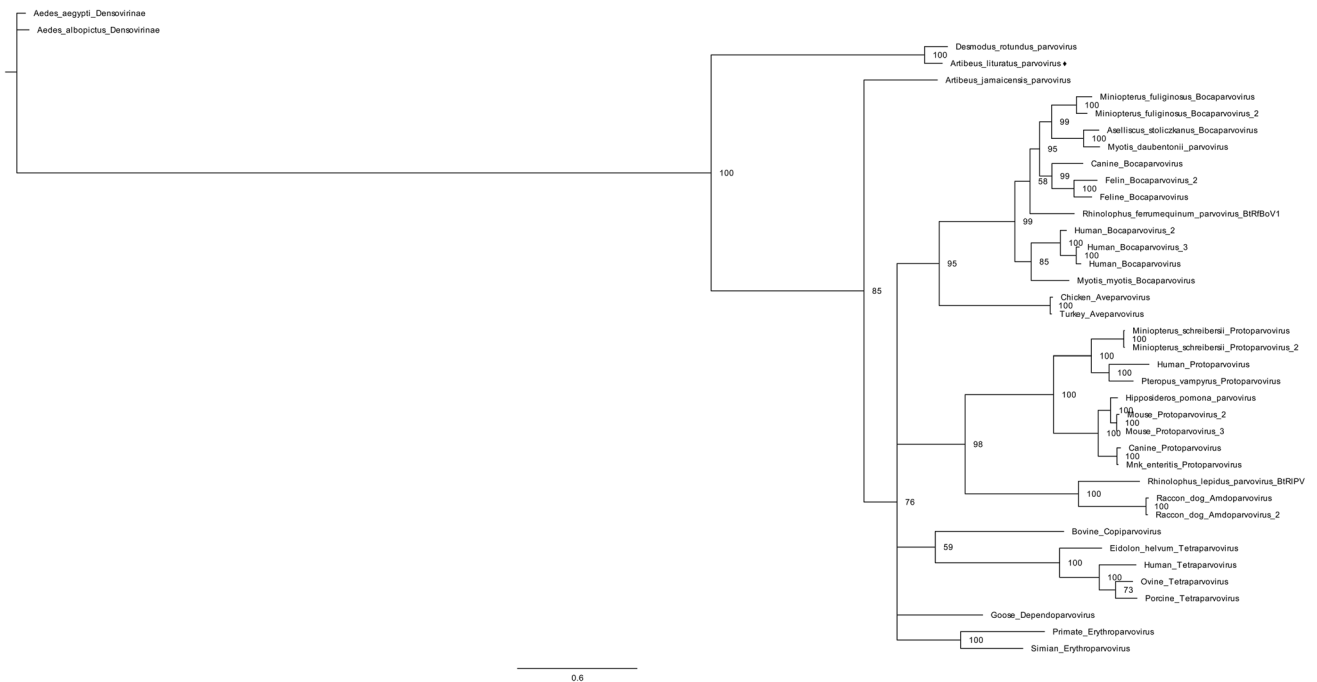 Aedes_aegypti_Densovirinae
Aedes_albopictus_Densovirinae
Desmodus_rotundus_parvovirus
100
Artibeus_lituratus_parvovirus♦
Artibeus_jamaicensis_parvovirus
Miniopterus_fuliginosus_Bocaparvovirus
100
Miniopterus_fuliginosus_Bocaparvovirus_2
99
Aselliscus_stoliczkanus_Bocaparvovirus
100
Myotis_daubentonii_parvovirus
95
Canine_Bocaparvovirus
99
58
Felin_Bocaparvovirus_2
100
Feline_Bocaparvovirus
Rhinolophus_ferrumequinum_parvovirus_BtRfBoV1
99
Human_Bocaparvovirus_2
100
Human_Bocaparvovirus_3
100
Human_Bocaparvovirus
85
Myotis_myotis_Bocaparvovirus
95
Chicken_Aveparvovirus
100
Turkey_Aveparvovirus
100
85
Miniopterus_schreibersii_Protoparvovirus
100
Miniopterus_schreibersii_Protoparvovirus_2
100
Human_Protoparvovirus
100
Pteropus_vampyrus_Protoparvovirus
100
Hipposideros_pomona_parvovirus
100
Mouse_Protoparvovirus_2
100
Mouse_Protoparvovirus_3
100
Canine_Protoparvovirus
100
Mnk_enteritis_Protoparvovirus
98
Rhinolophus_lepidus_parvovirus_BtRlPV
100
Raccon_dog_Amdoparvovirus
100
Raccon_dog_Amdoparvovirus_2
76
Bovine_Copiparvovirus
59
Eidolon_helvum_Tetraparvovirus
100
Human_Tetraparvovirus
100
Ovine_Tetraparvovirus
73
Porcine_Tetraparvovirus
Goose_Dependoparvovirus
Primate_Erythroparvovirus
100
Simian_Erythroparvovirus
0.6